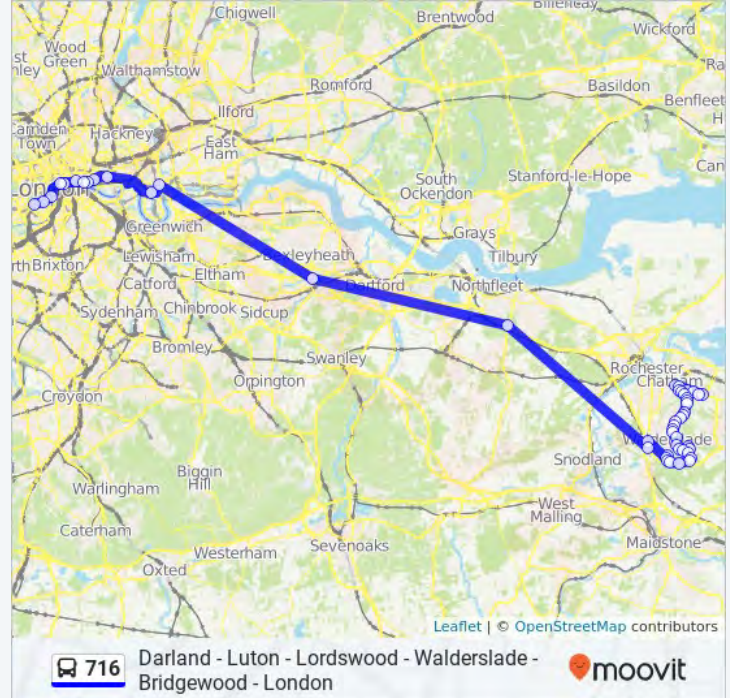 Chigwell
Brentwood
Billericay
Wickford
Wood
Green
Walthamstow
Romford
Basildon
Benfleet
Ilford
Camden
Town
Hackney
East
Ham
South
Ockendon
Stanford-le-Hope
London
Greenwich
Grays
Tilbury
Brixton
Lewisham
Bexleyheath
Eltham
Dartford
Northfleet
Catford
Chinbrook
Sidcup
Sydenham
Bromley
Swanley
Rochester
Chatham
Orpington
Croydon
Walderslade
Snodland
Biggin
Hill
Warlingham
West
Malling
Caterham
Westerham
Sevenoaks
Maidstone
Oxted
Leaflet | © OpenStreetMap contributors
716
Darland - Luton - Lordswood - Walderslade -
Bridgewood - London
moovit